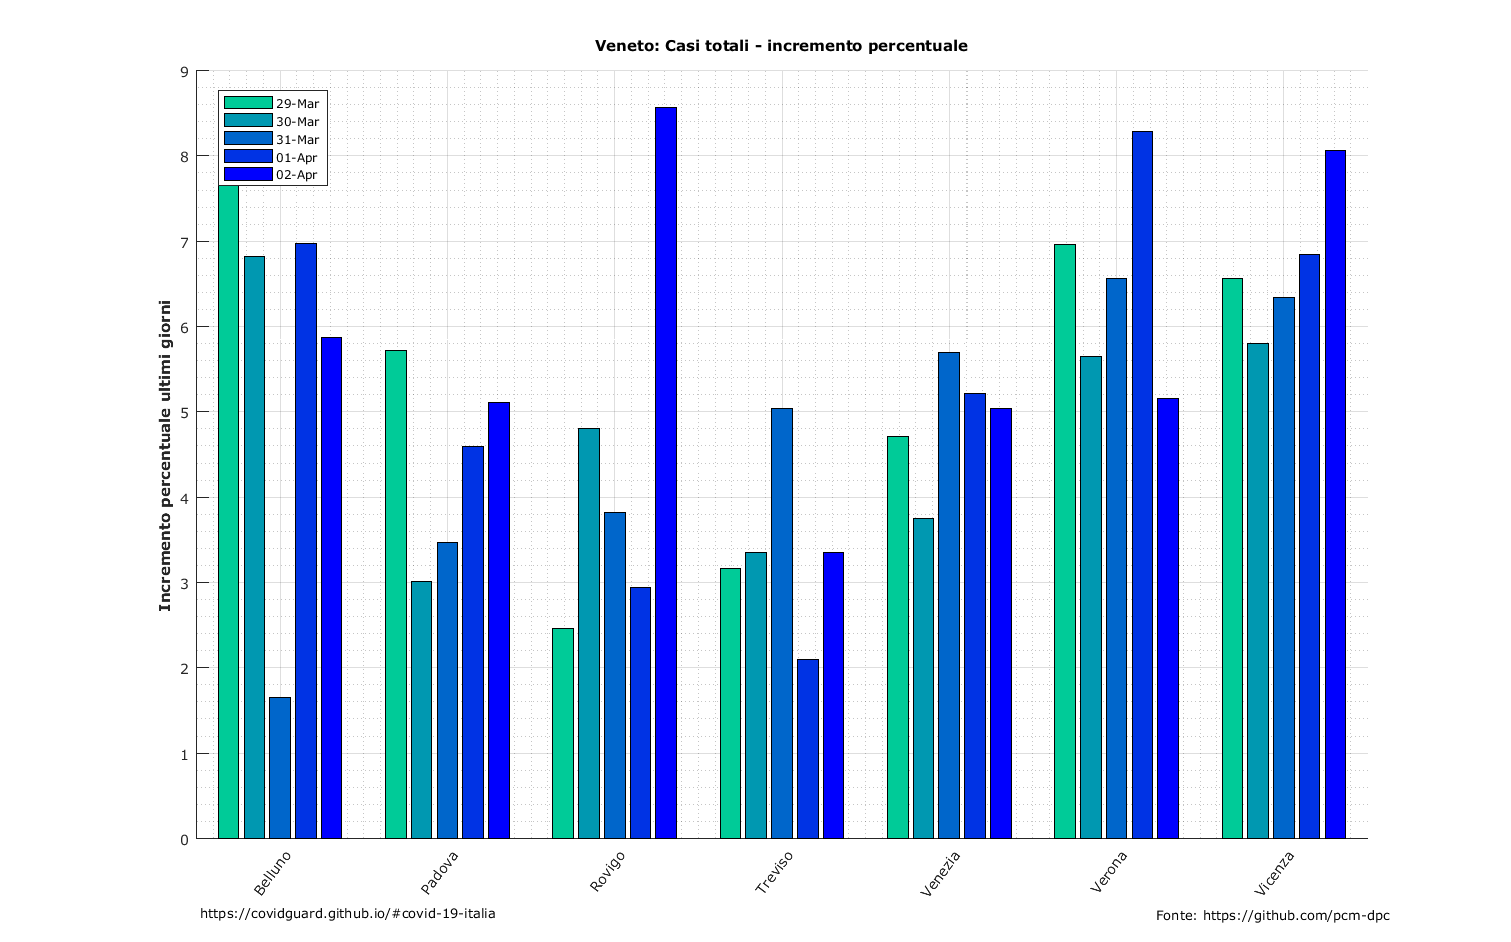 Veneto: Casi totali - incremento percentuale
9
8
7
6
5
4
3
2
1
0
Incremento percentuale ultimi giorni
29-Mar
30-Mar
31-Mar
01-Apr
02-Apr
Belluno
Padova
Rovigo
Treviso
Venezia
Verona
Vicenza
https://covidguard.github.io/#covid-19-italia
Fonte: https://github.com/pcm-dpc